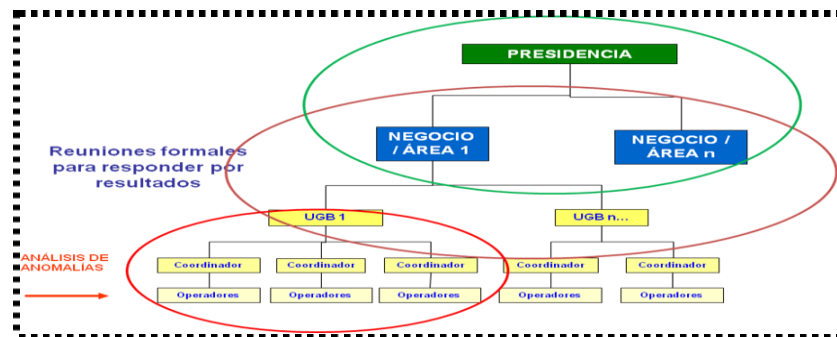 PRESIDENCIA
NEGOCIO
/ ÁREA 1
NEGOCIO /
ÁREA n
Reuniones formales
para responder por
resultados
UGB 1
UGB n...
ANÁLISIS DE
ANOMALÍAS
Coordinador
Coordinador
Coordinador
Coordinador
Coordinador
Operadores
Operadores
Operadores
Operadores
Operadores